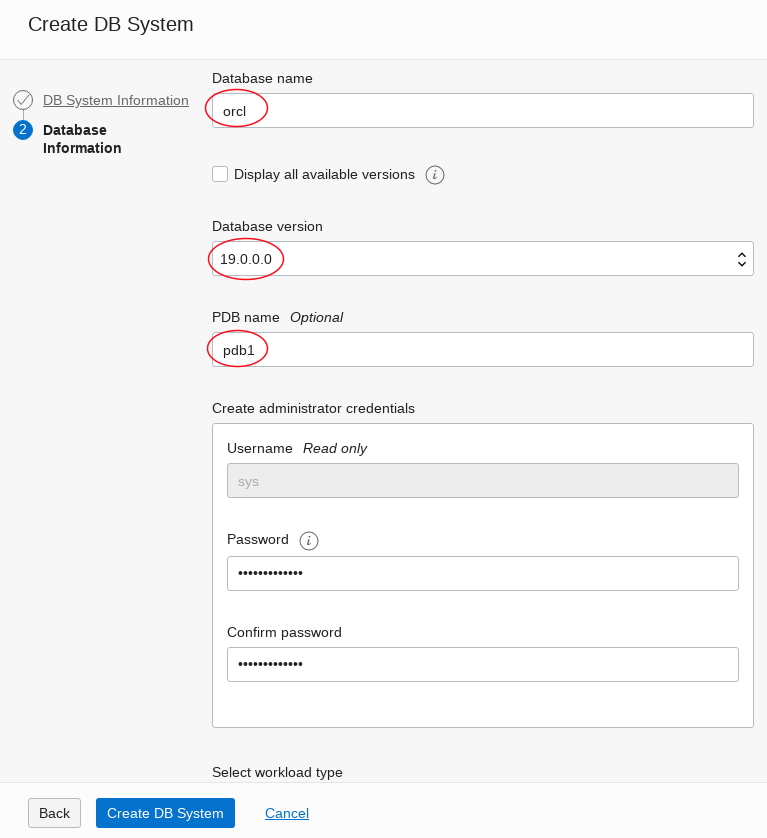 Create DB System
DB System Information
2
Database
Information
Database name
orcl
Display all available versions
i
Database version
19.0.0.0
PDB name Optional
pdb1
Create administrator credentials
Username Read only
sys
Password i
•••••••••••••
Confirm password
•••••••••••••
Select workload type
Back Create DB System Cancel